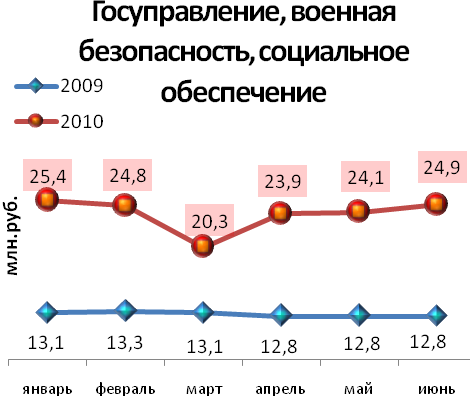 Госуправление, военная
безопасность, социальное
обеспечение
2009
2010
млн.руб.
25,4 24,8 20,3 23,9 24,1 24,9
13,1 13,3 13,1 12,8 12,8 12,8
январь февраль март апрель май июнь